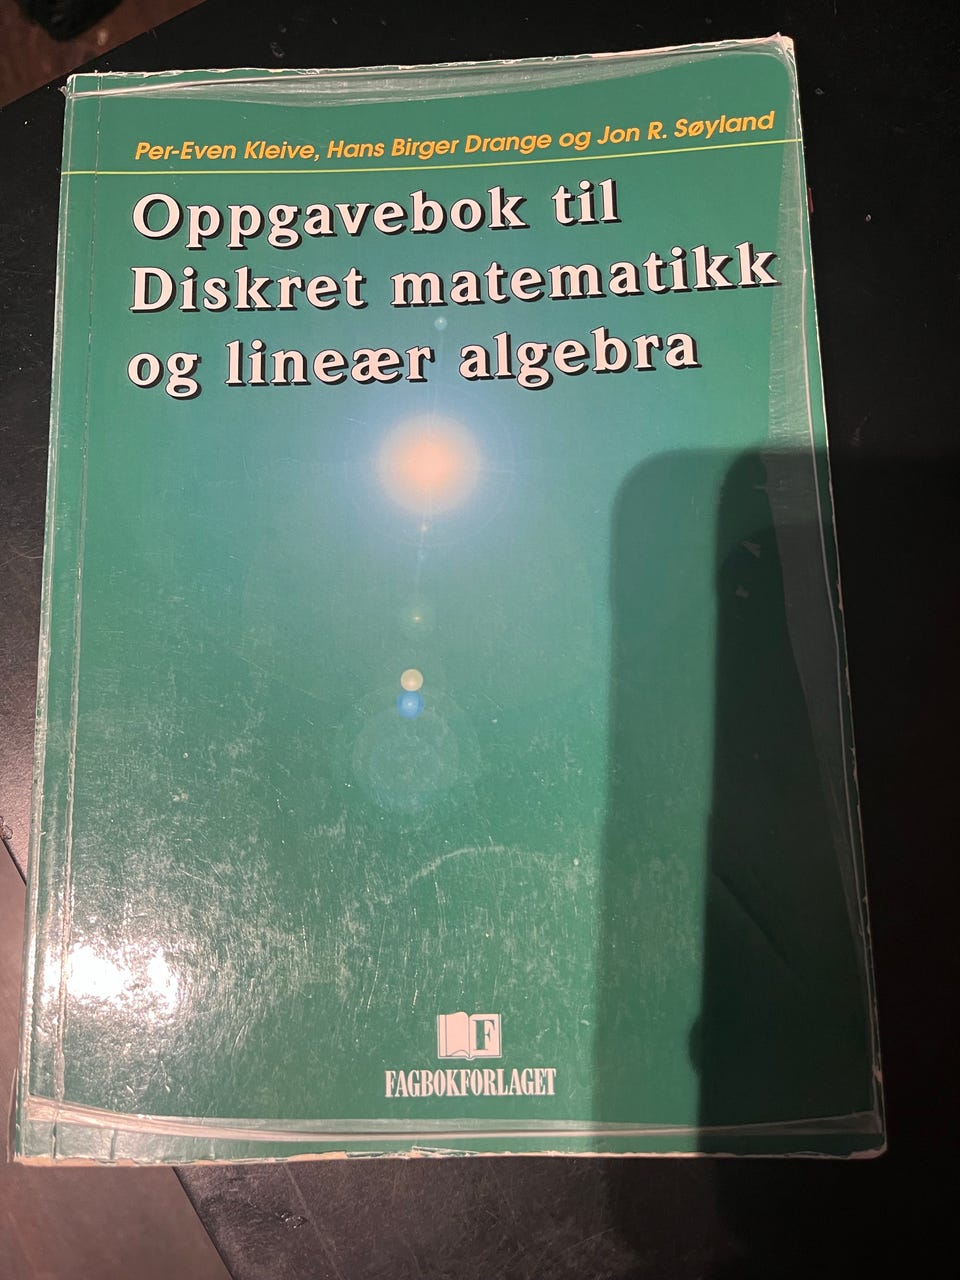 Per-Even Kleive, Hans Birger Drange og Jon R. Søyland
Oppgavebok til
Diskret matematikk
og lineær algebra
F
FAGBOKFORLAGET